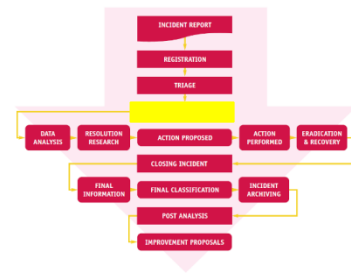 INCIDENT REPORT
REGISTRATION
TRIAGE
DATA
ANALYSIS
RESOLUTION
RESEARCH
ACTION PROPOSED
ACTION
PERFORMED
ERADICATION
& RECOVERY
CLOSING INCIDENT
FINAL
INFORMATION
FINAL CLASSIFICATION
INCIDENT
ARCHIVING
POST ANALYSIS
IMPROVEMENT PROPOSALS